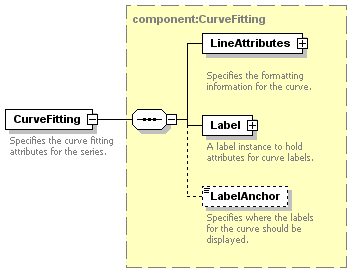 component:CurveFitting
LineAttributes
Specifies the formatting
information for the curve.
CurveFitting
Specifies the curve fitting
attributes for the series.
Label
A label instance to hold
attributes for curve labels.
LabelAnchor
Specifies where the labels
for the curve should be
displayed.